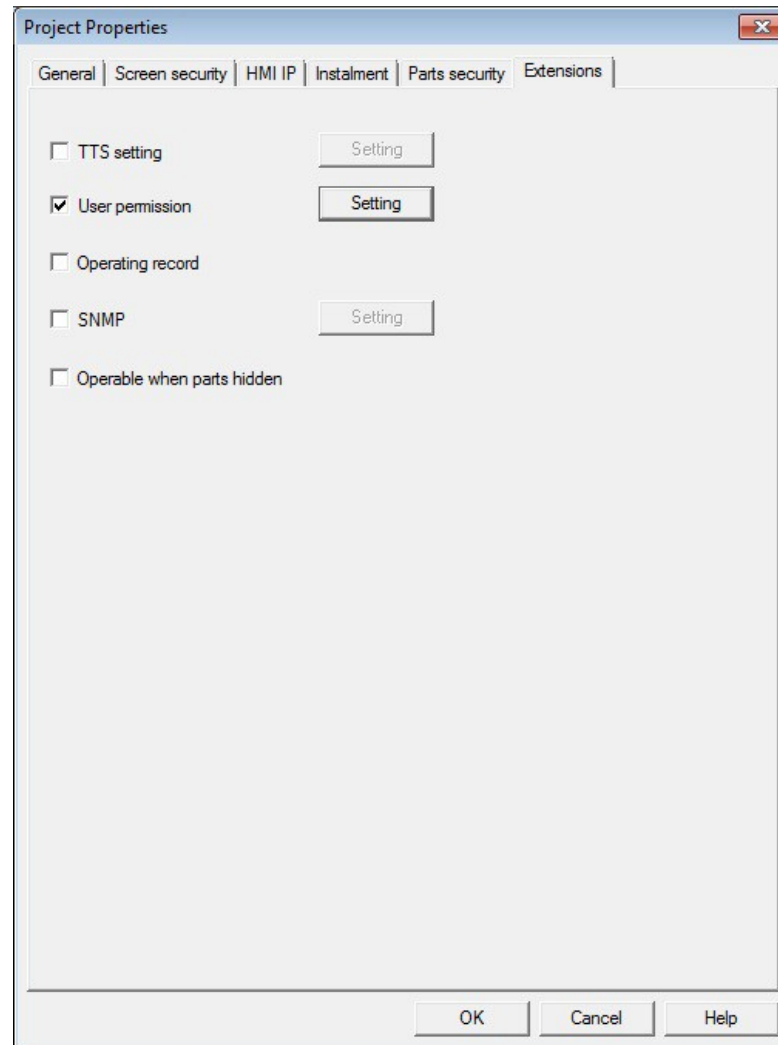 Project Properties
General Screen security HMI IP Instalment Parts security Extensions
TTS setting Setting
User permission Setting
Operating record
SNMP Setting
Operable when parts hidden
OK Cancel Help